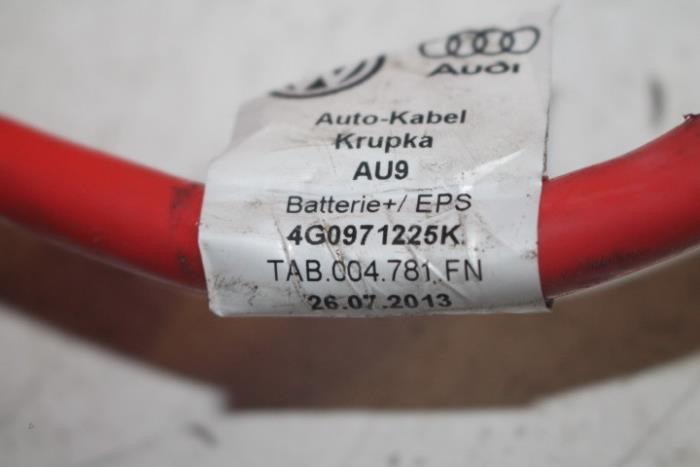 Audi
Auto-Kabel
Krupka
AU9
Batterie+/ EPS
4G0971225K
TAB.004.781.FN
26.07.2013